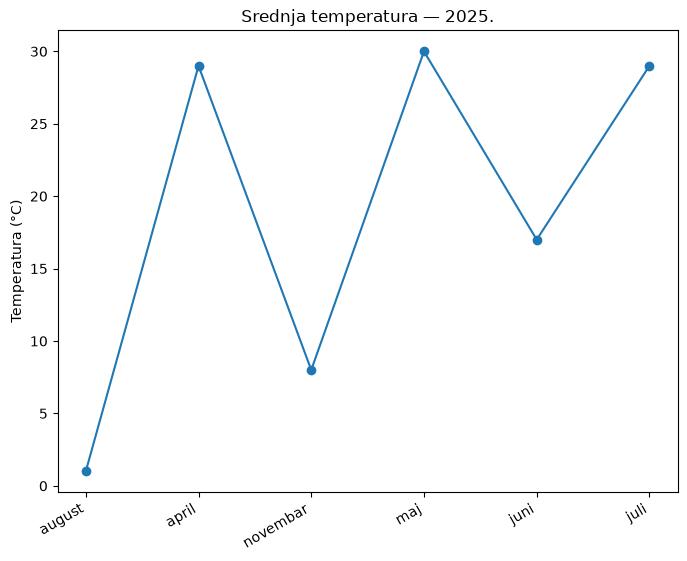 Srednja temperatura — 2025.
Temperatura (°C)
30
25
20
15
10
5
0
august
april
novembar
maj
juni
juli